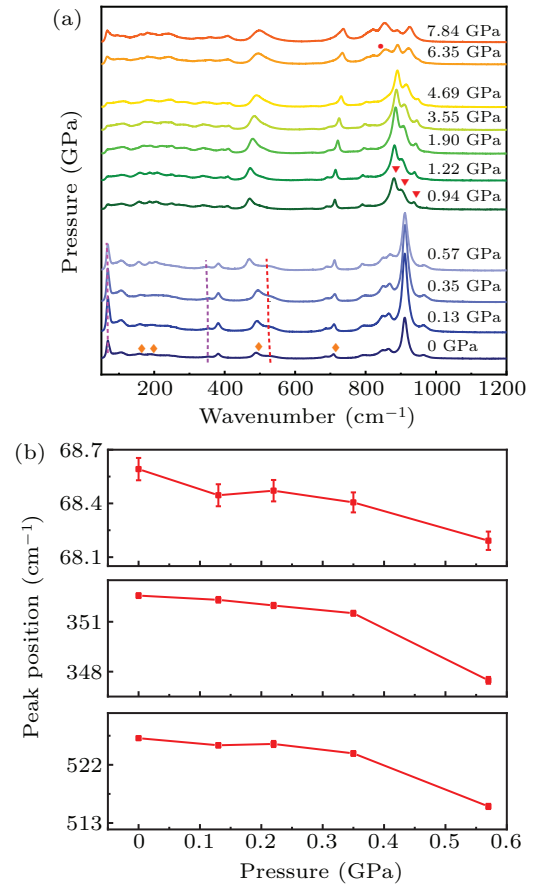 (a)
7.84 GPa
6.35 GPa
4.69 GPa
3.55 GPa
1.90 GPa
1.22 GPa
0.94 GPa
0.57 GPa
0.35 GPa
0.13 GPa
0 GPa
Pressure (GPa)
200 400 600 800 1000 1200
Wavenumber (cm⁻¹)
(b)
68.7
68.4
68.1
351
348
522
513
Peak position (cm⁻¹)
0 0.1 0.2 0.3 0.4 0.5 0.6
Pressure (GPa)